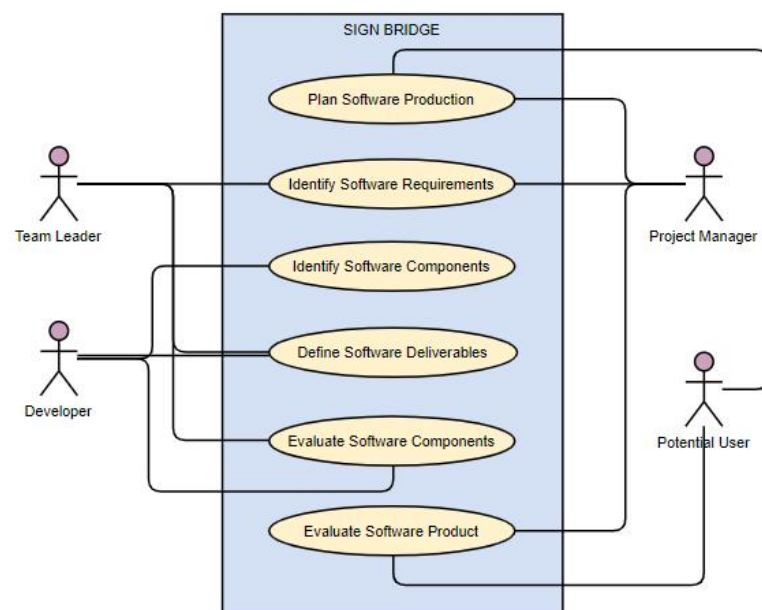 SIGN BRIDGE
Plan Software Production
Identify Software Requirements
Team Leader
Project Manager
Identify Software Components
Define Software Deliverables
Developer
Evaluate Software Components
Potential User
Evaluate Software Product